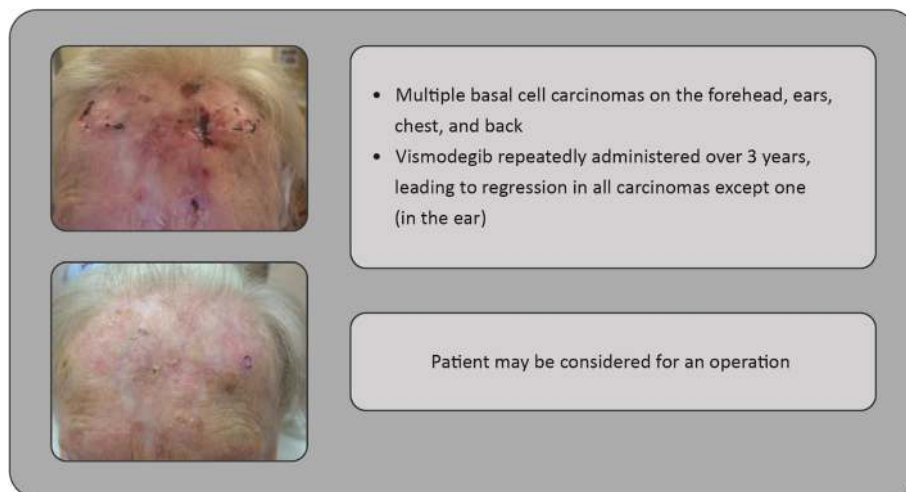 • Multiple basal cell carcinomas on the forehead, ears,
chest, and back
• Vismodegib repeatedly administered over 3 years,
leading to regression in all carcinomas except one
(in the ear)
Patient may be considered for an operation